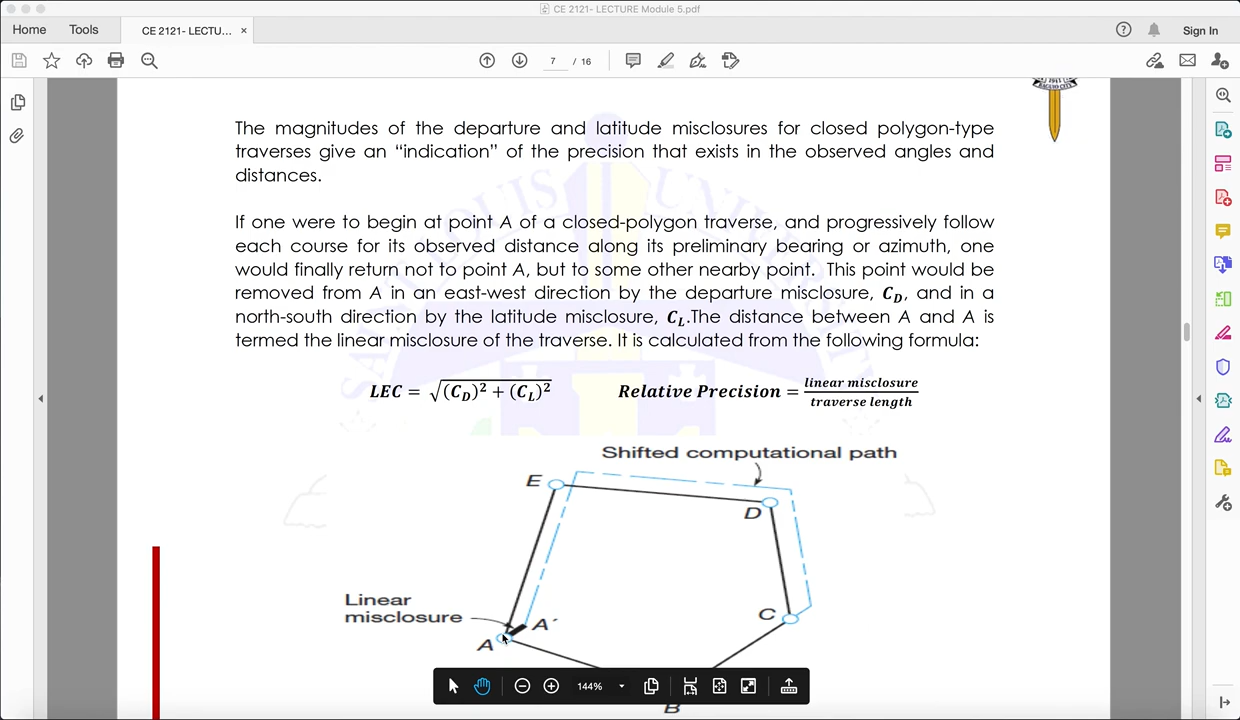 CE 2121- LECTURE Module 5.pdf
Home Tools CE 2121- LECTU... × Sign In
7 / 16
The magnitudes of the departure and latitude misclosures for closed polygon-type
traverses give an “indication” of the precision that exists in the observed angles and
distances.
If one were to begin at point A of a closed-polygon traverse, and progressively follow
each course for its observed distance along its preliminary bearing or azimuth, one
would finally return not to point A, but to some other nearby point. This point would be
removed from A in an east-west direction by the departure misclosure, C_D, and in a
north-south direction by the latitude misclosure, C_L.The distance between A and A is
termed the linear misclosure of the traverse. It is calculated from the following formula:
LEC = √(C_D)² + (C_L)² Relative Precision = linear misclosure / traverse length
SAINT LOUIS UNIVERSITY
Shifted computational path
E
D
Linear
misclosure
C
A´
A
B
144%